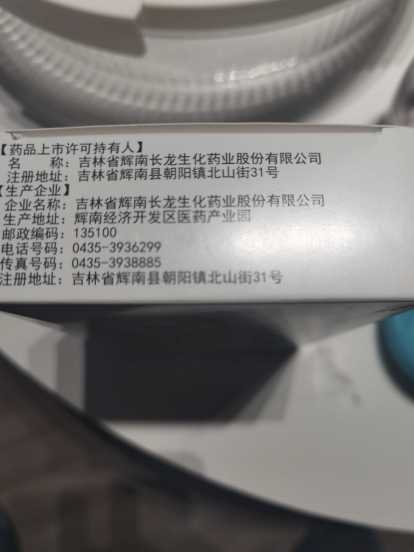 【药品上市许可持有人】
名 称：吉林省辉南长龙生化药业股份有限公司
注册地址：吉林省辉南县朝阳镇北山街31号
【生产企业】
企业名称：吉林省辉南长龙生化药业股份有限公司
生产地址：辉南经济开发区医药产业园
邮政编码：135100
电话号码：0435-3936299
传真号码：0435-3938885
注册地址：吉林省辉南县朝阳镇北山街31号